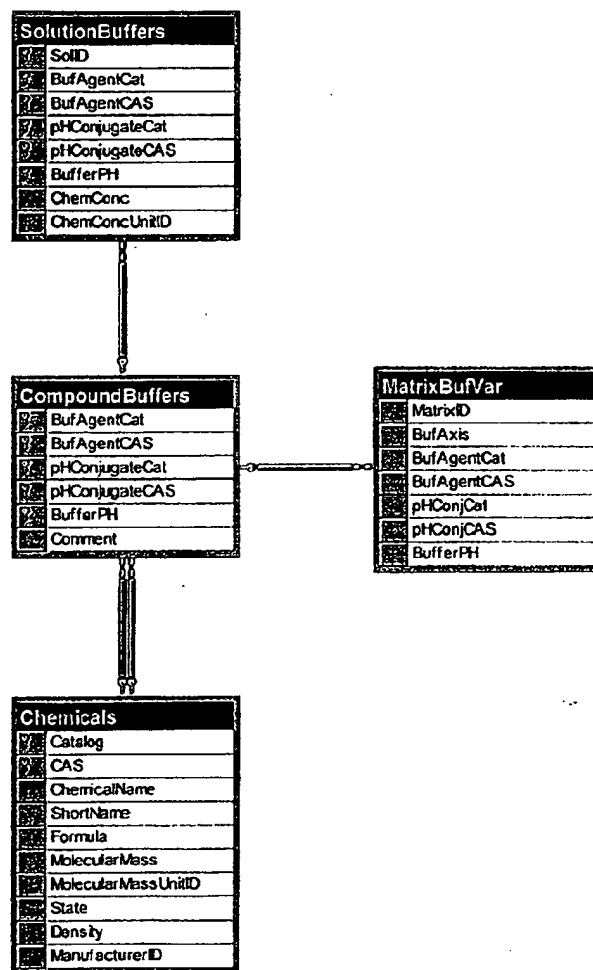 SolutionBuffers
SolID
BufAgentCat
BufAgentCAS
pHConjugateCat
pHConjugateCAS
BufferPH
ChemConc
ChemConcUnitID
CompoundBuffers
BufAgentCat
BufAgentCAS
pHConjugateCat
pHConjugateCAS
BufferPH
Comment
MatrixBufVar
MatrixID
BufAxis
BufAgentCat
BufAgentCAS
pHConjCat
pHConjCAS
BufferPH
Chemicals
Catalog
CAS
ChemicalName
ShortName
Formula
MolecularMass
MolecularMassUnitID
State
Density
ManufacturerID